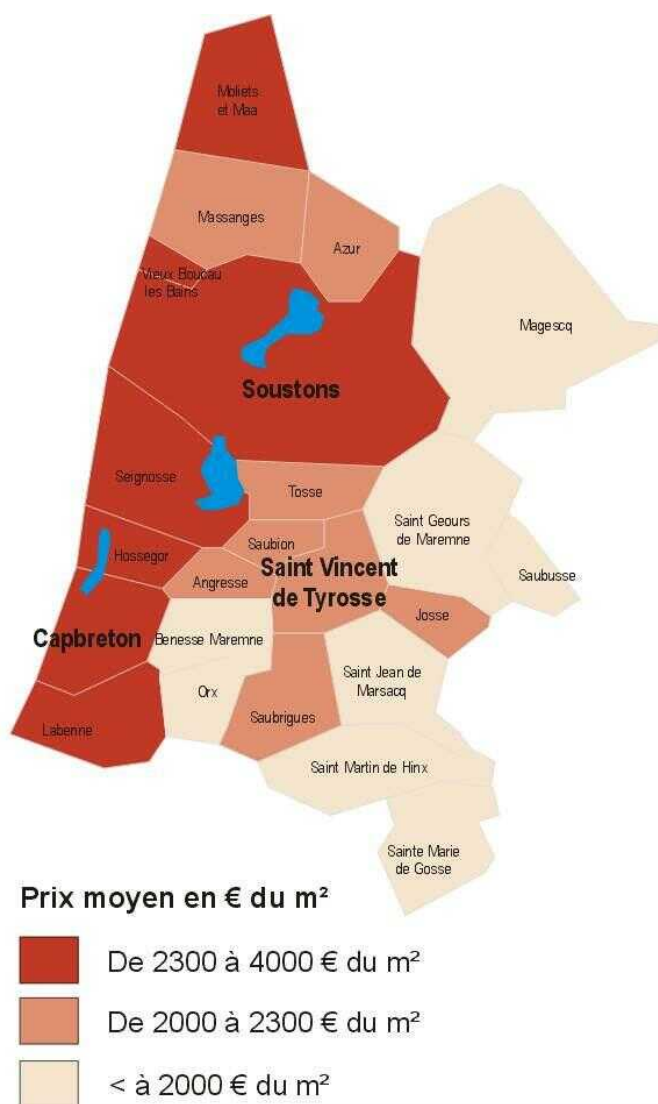 Moliets
et Maa
Massanges
Azur
Vieux Boucau
les Bains
Magescq
Soustons
Seignosse
Tosse
Saint Geours
de Maremne
Hossegor
Saubion
Saint Vincent
de Tyrosse
Saubusse
Angresse
Josse
Capbreton
Benesse Maremne
Saint Jean de
Marsacq
Orx
Saubrigues
Labenne
Saint Martin de Hinx
Sainte Marie
de Gosse
Prix moyen en € du m²
De 2300 à 4000 € du m²
De 2000 à 2300 € du m²
< à 2000 € du m²